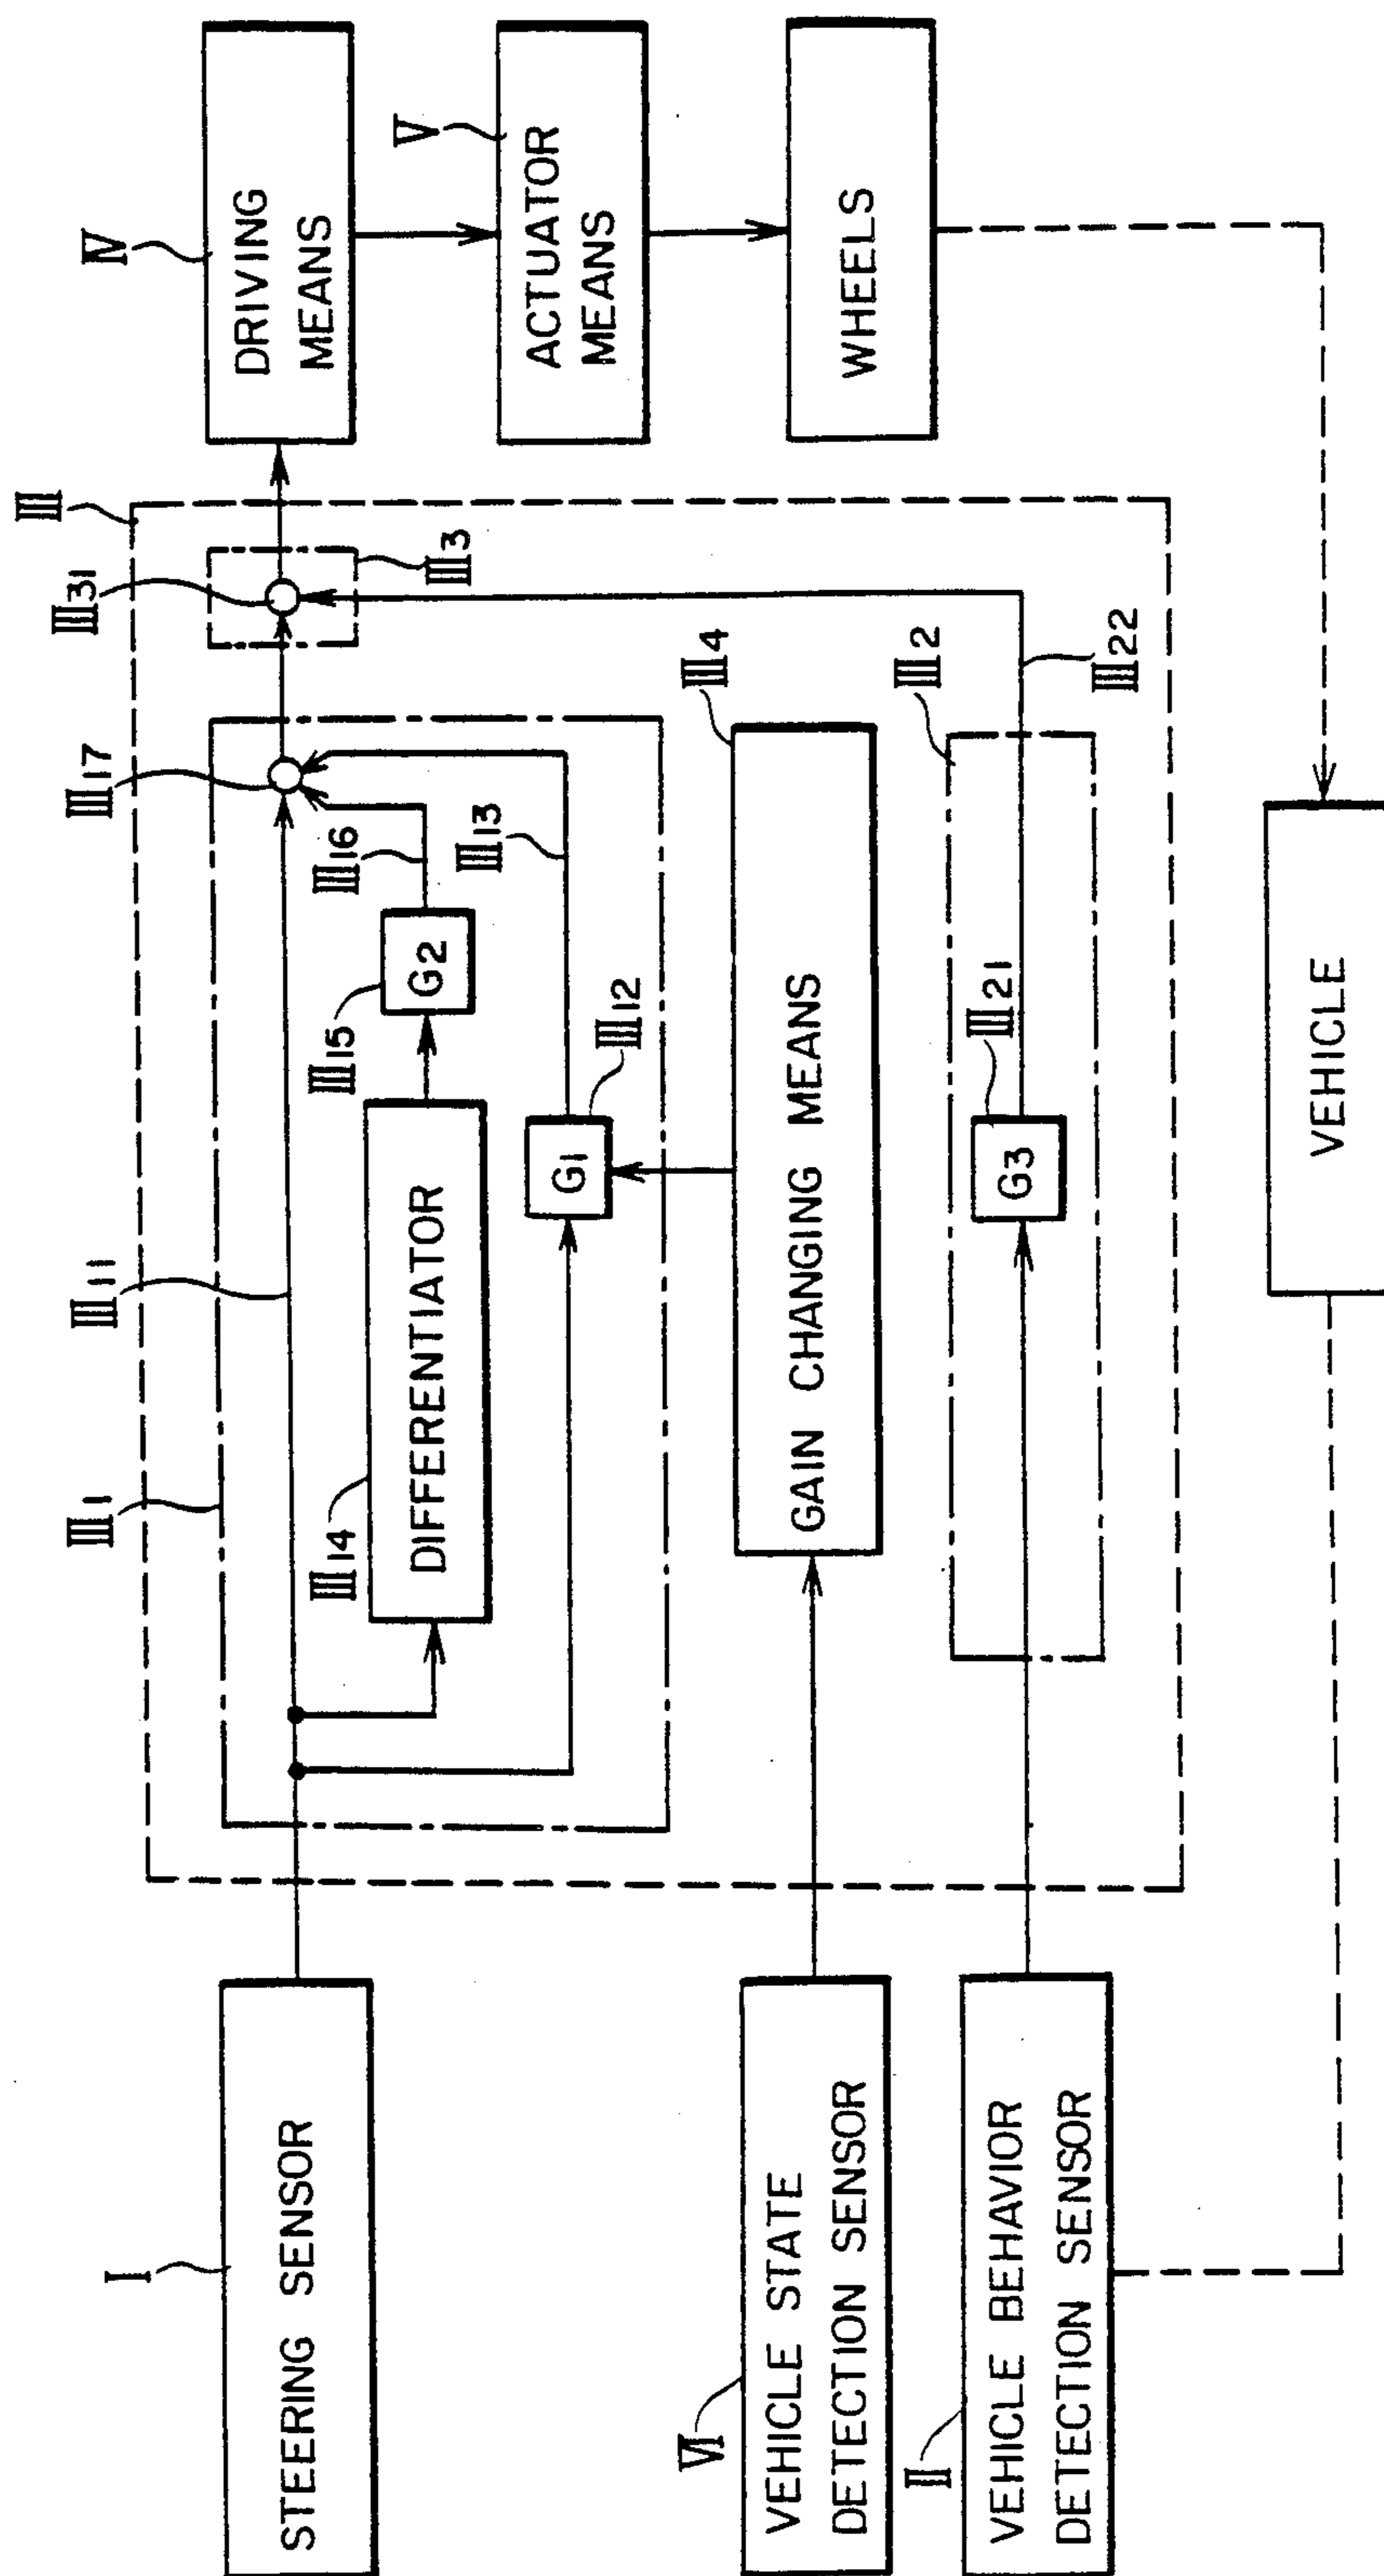 I
STEERING SENSOR
VI
VEHICLE STATE
DETECTION SENSOR
II
VEHICLE BEHAVIOR
DETECTION SENSOR
III
III1
III11
III14
DIFFERENTIATOR
III15
G2
III16
III17
G1
III12
III13
III4
GAIN CHANGING MEANS
III2
III21
G3
III22
III31
III3
IV
DRIVING
MEANS
V
ACTUATOR
MEANS
WHEELS
VEHICLE